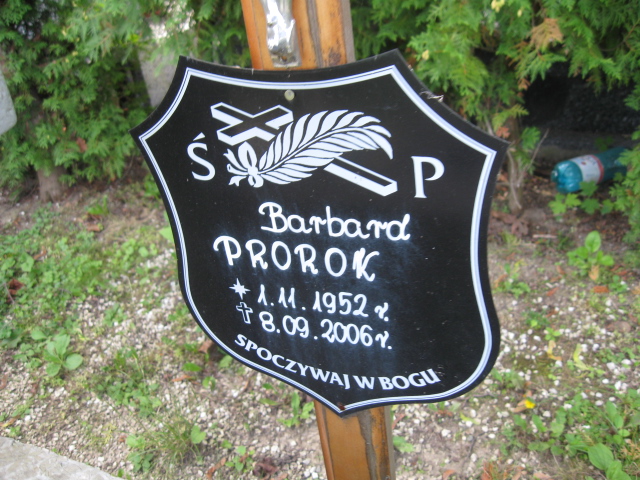 Ś P
Barbara
PROROK
* 1.11.1952 r.
† 8.09.2006 r.
SPOCZYWAJ W BOGU